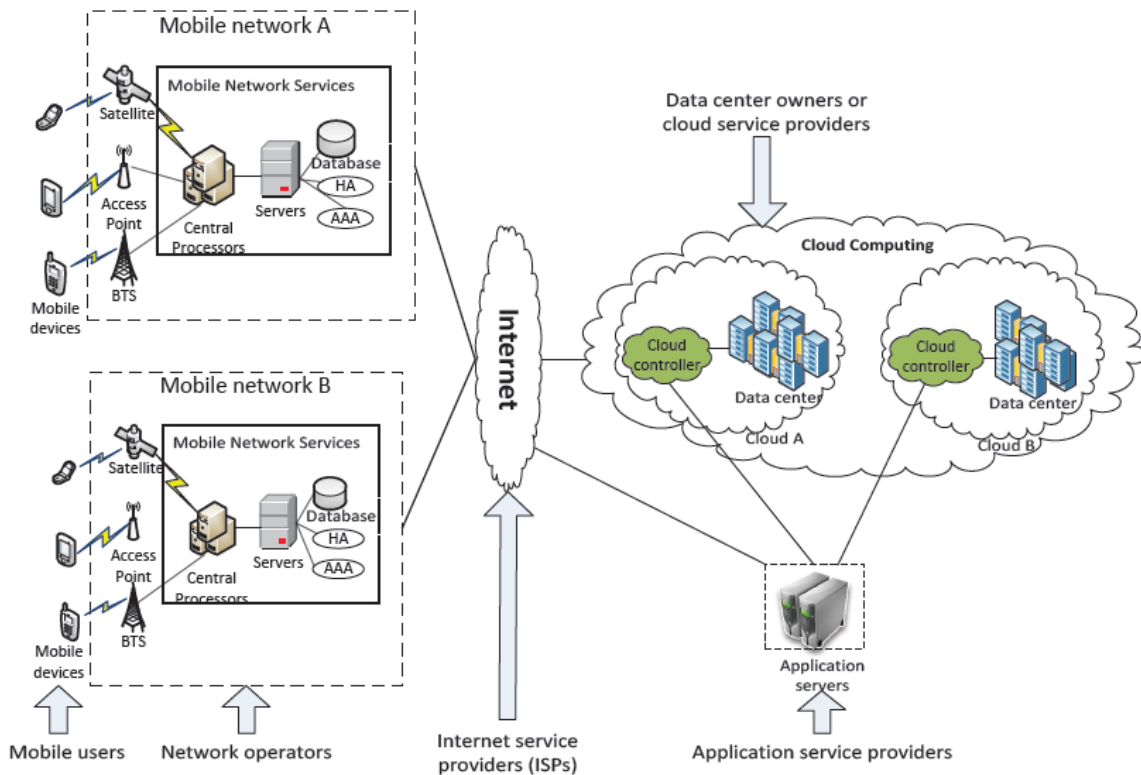 Mobile network A
Mobile Network Services
Satellite
Database
HA
AAA
Access
Point
Servers
Central
Processors
BTS
Mobile
devices
Mobile network B
Mobile Network Services
Satellite
Database
HA
AAA
Access
Point
Servers
Central
Processors
BTS
Mobile
devices
Mobile users
Network operators
Internet
Internet service
providers (ISPs)
Data center owners or
cloud service providers
Cloud Computing
Cloud
controller
Data center
Cloud A
Cloud
controller
Data center
Cloud B
Application
servers
Application service providers